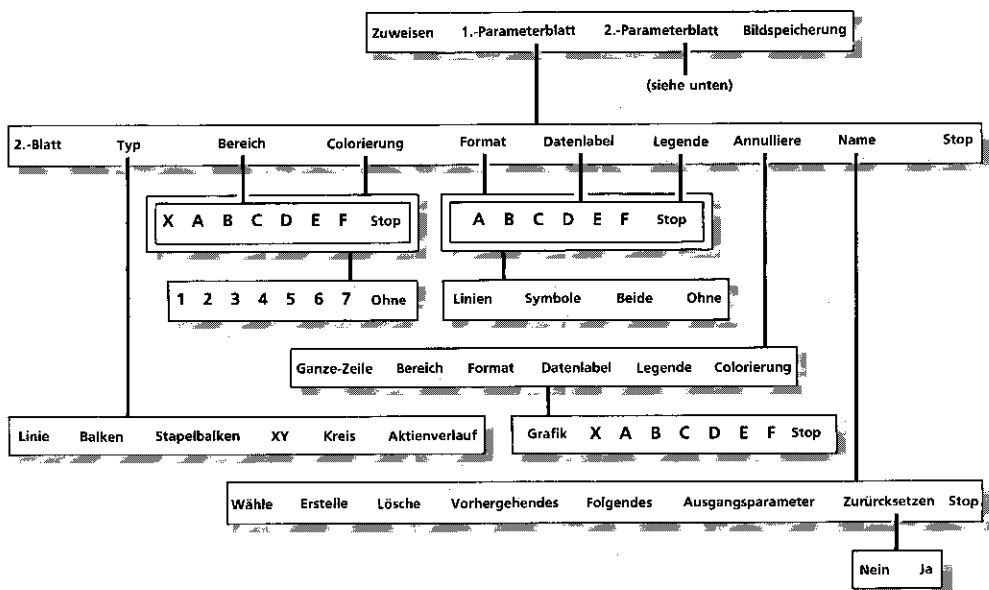 Zuweisen 1.-Parameterblatt 2.-Parameterblatt Bildspeicherung
(siehe unten)
2.-Blatt Typ Bereich Colorierung Format Datenlabel Legende Annulliere Name Stop
X A B C D E F Stop
A B C D E F Stop
1 2 3 4 5 6 7 Ohne
Linien Symbole Beide Ohne
Ganze-Zeile Bereich Format Datenlabel Legende Colorierung
Linie Balken Stapelbalken XY Kreis Aktienverlauf
Grafik X A B C D E F Stop
Wähle Erstelle Lösche Vorhergehendes Folgendes Ausgangsparameter Zurürcksetzen Stop
Nein Ja